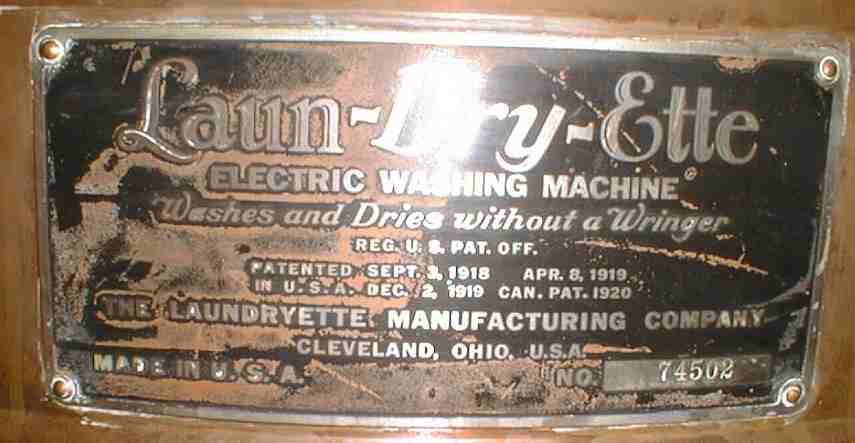 Laun-Dry-Ette
ELECTRIC WASHING MACHINE
Washes and Dries without a Wringer
REG. U. S. PAT. OFF.
PATENTED SEPT. 3, 1918 APR. 8, 1919
IN U.S.A. DEC. 2, 1919 CAN. PAT. 1920
THE LAUNDRYETTE MANUFACTURING COMPANY
CLEVELAND, OHIO, U.S.A.
MADE IN U.S.A. NO. 74502